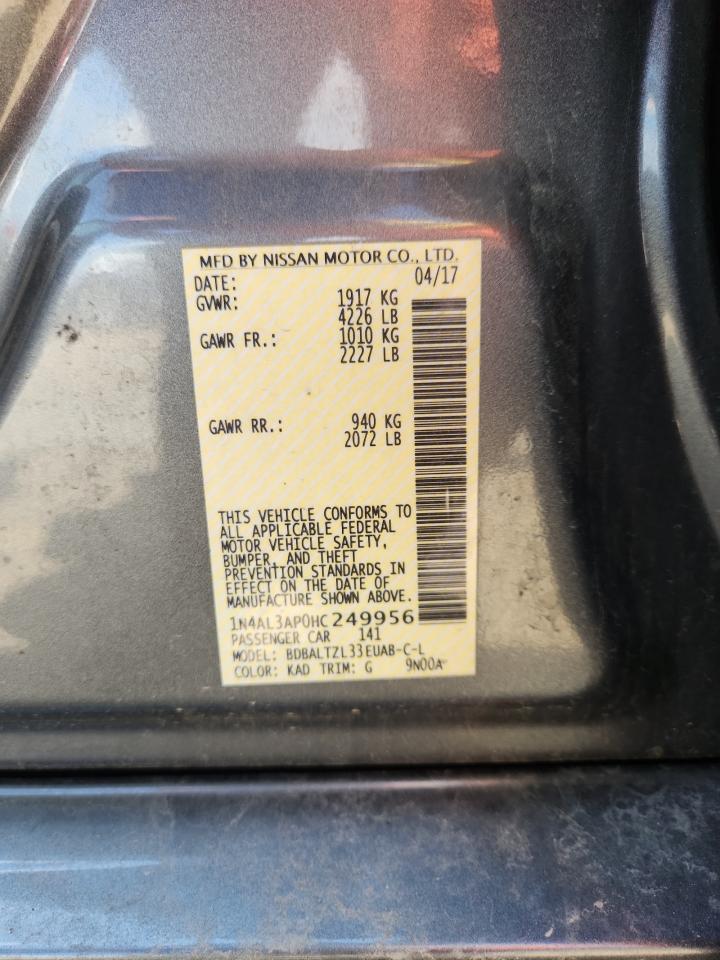 MFD BY NISSAN MOTOR CO., LTD.
DATE: 04/17
GVWR: 1917 KG
4226 LB
GAWR FR.: 1010 KG
2227 LB
GAWR RR.: 940 KG
2072 LB
THIS VEHICLE CONFORMS TO
ALL APPLICABLE FEDERAL
MOTOR VEHICLE SAFETY,
BUMPER, AND THEFT
PREVENTION STANDARDS IN
EFFECT ON THE DATE OF
MANUFACTURE SHOWN ABOVE.
1N4AL3AP0HC249956
PASSENGER CAR 141
MODEL: BDBALTZL33EUAB-C-L
COLOR: KAD TRIM: G 9N00A